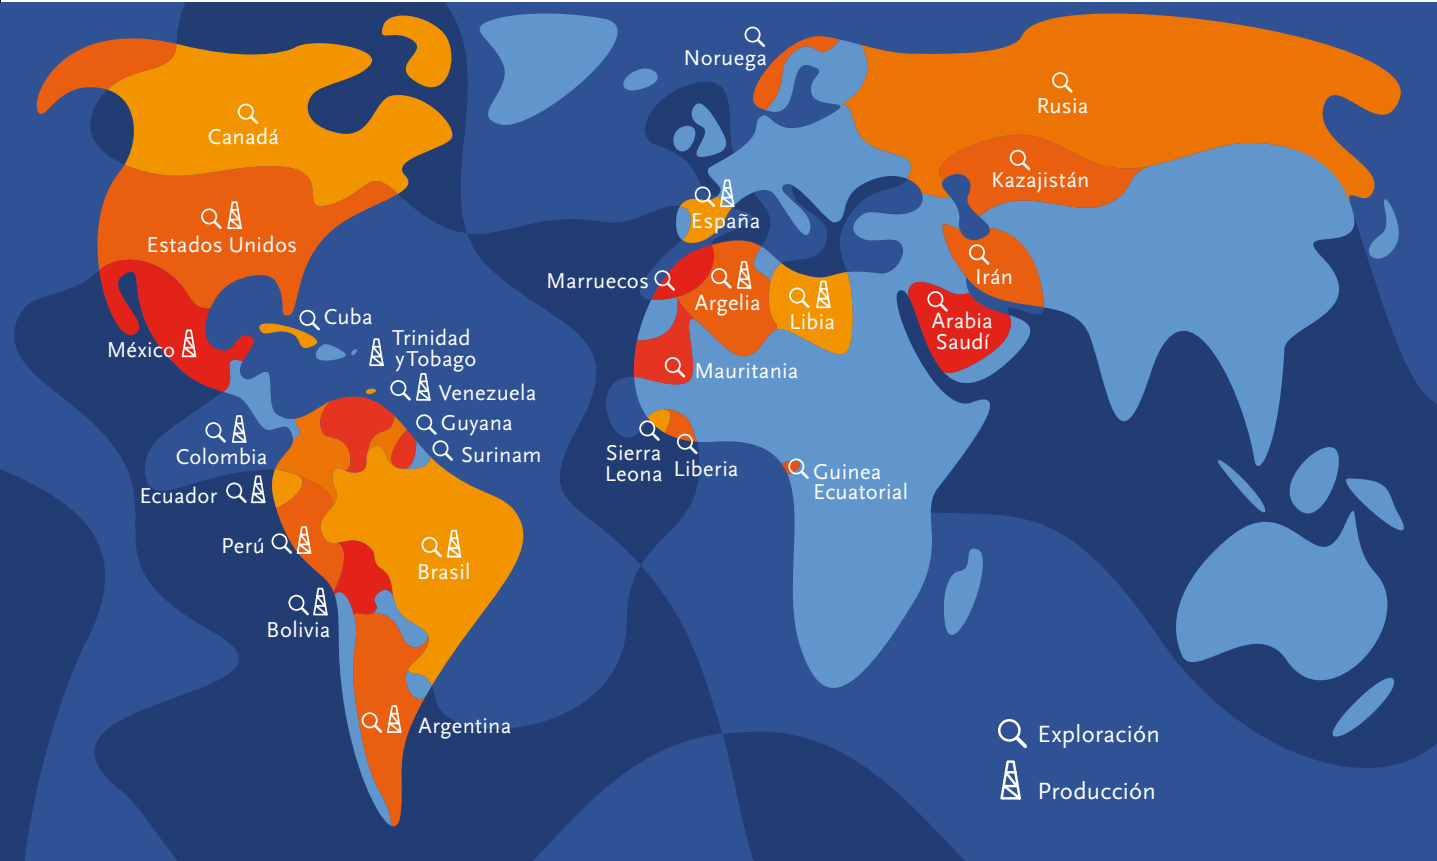 Noruega
Rusia
Canadá
Kazajistán
España
Estados Unidos
Irán
Marruecos
Argelia
Libia
Arabia
Saudí
Cuba
México
Trinidad
yTobago
Mauritania
Venezuela
Guyana
Colombia
Surinam
Sierra
Leona
Liberia
Guinea
Ecuatorial
Ecuador
Perú
Brasil
Bolivia
Argentina
Exploración
Producción